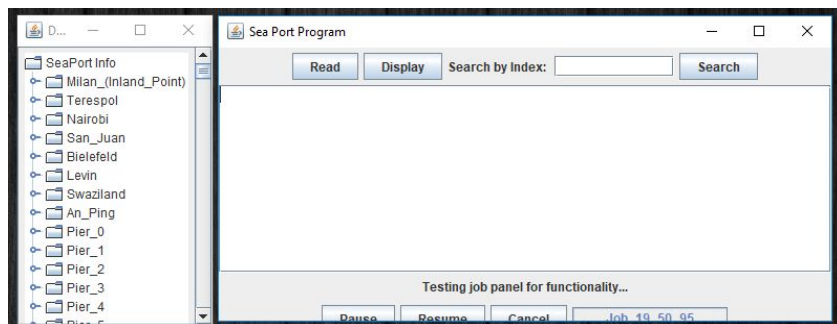 D...
SeaPort Info
Milan_(Inland_Point)
Terespol
Nairobi
San_Juan
Bielefeld
Levin
Swaziland
An_Ping
Pier_0
Pier_1
Pier_2
Pier_3
Pier_4
Pier_5
Sea Port Program
Read Display Search by Index: Search
Testing job panel for functionality...
Pause Resume Cancel Job_19_50_95